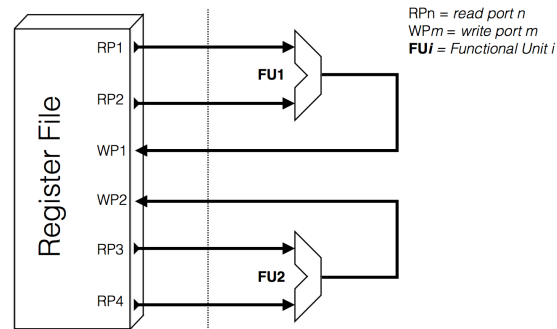 Register File
RP1
RP2
WP1
WP2
RP3
RP4
FU1
FU2
RPn = read port n
WPm = write port m
FUi = Functional Unit i